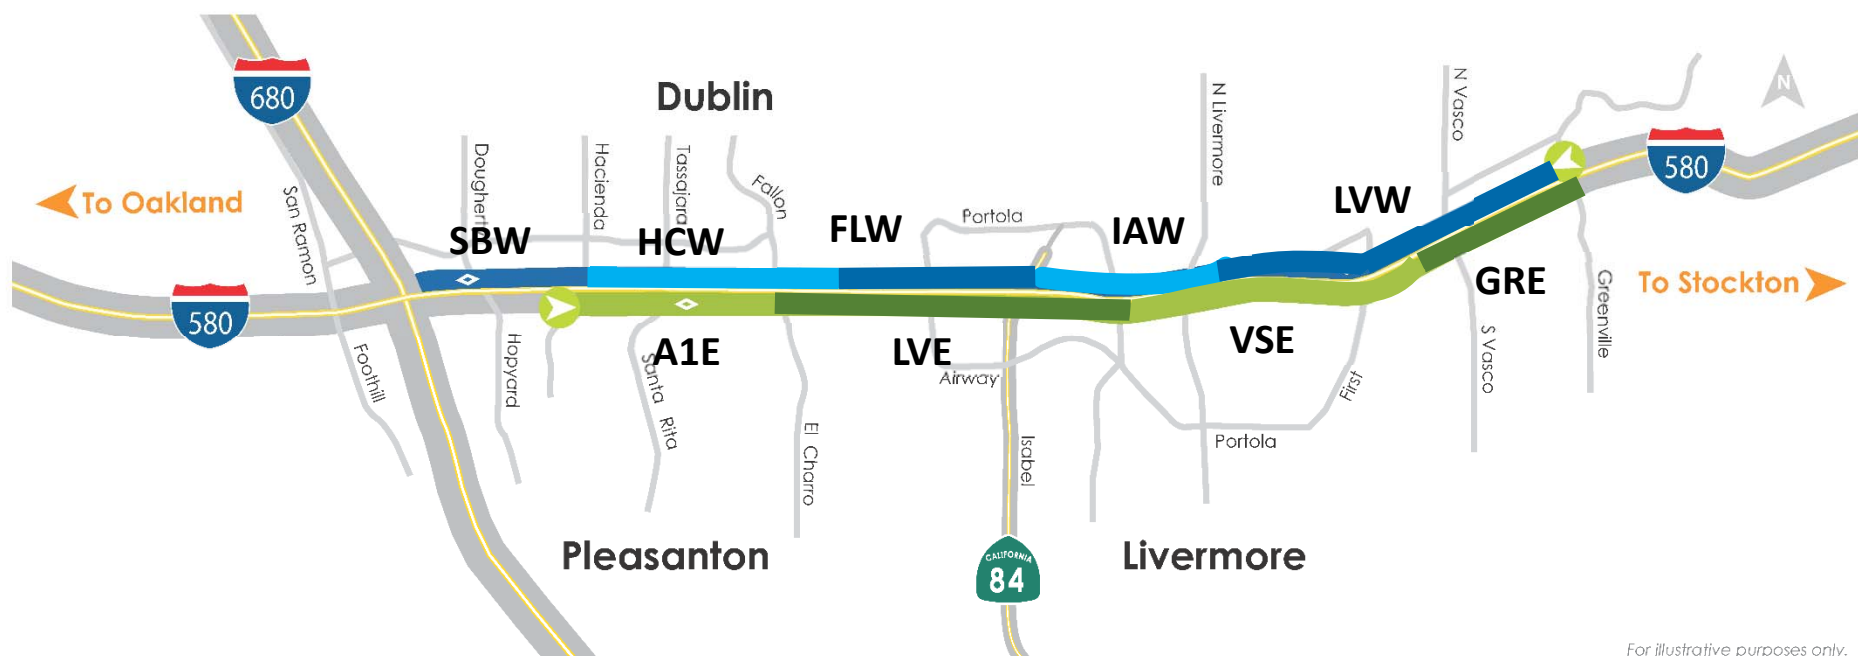 680
Dublin
N
N Vasco
N Livermore
580
Hacienda
Tassajara
Fallon
LVW
To Oakland
San Ramon
Portola
SBW
HCW
FLW
IAW
GRE
To Stockton
580
Greenville
Foothill
Hopyard
A1E
LVE
VSE
Santa Rita
Airway
First
S Vasco
El Charro
Isabel
Portola
Pleasanton
Livermore
CALIFORNIA
84
For illustrative purposes only.